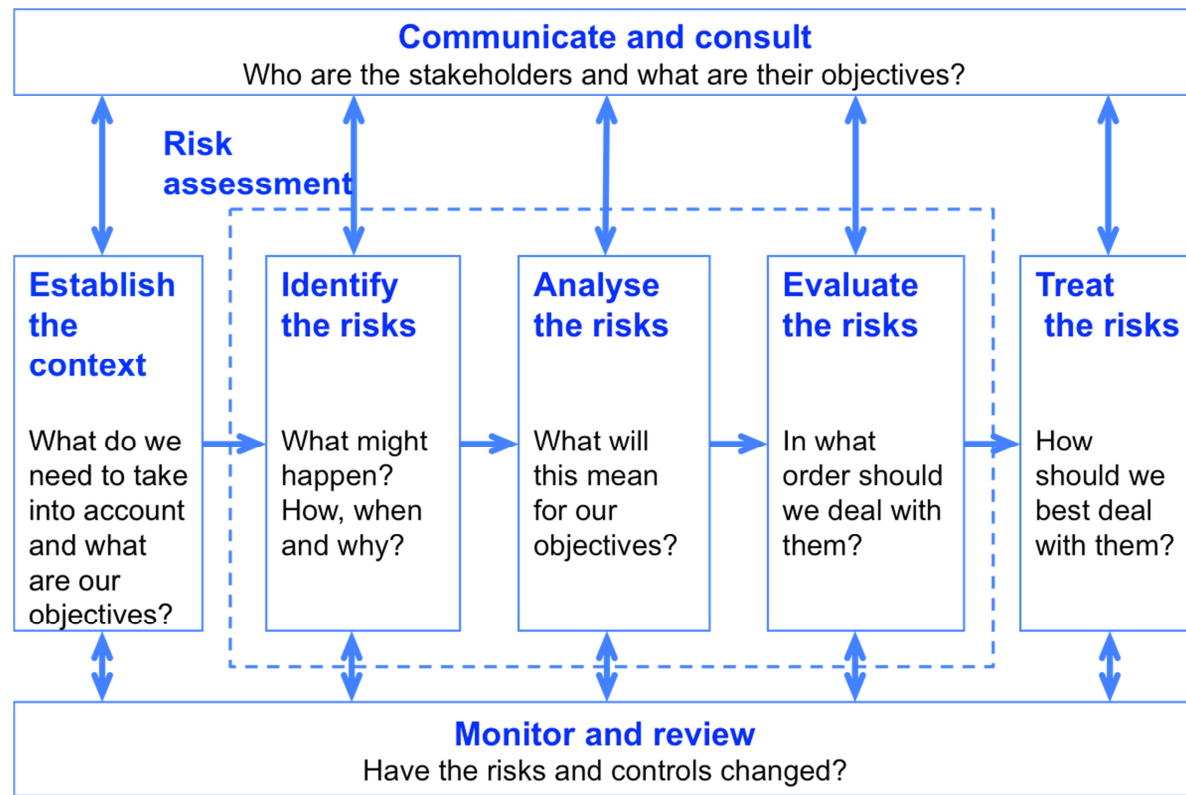 Communicate and consult
Who are the stakeholders and what are their objectives?
Risk
assessment
Establish
the
context
What do we
need to take
into account
and what
are our
objectives?
Identify
the risks
What might
happen?
How, when
and why?
Analyse
the risks
What will
this mean
for our
objectives?
Evaluate
the risks
In what
order should
we deal with
them?
Treat
the risks
How
should we
best deal
with them?
Monitor and review
Have the risks and controls changed?